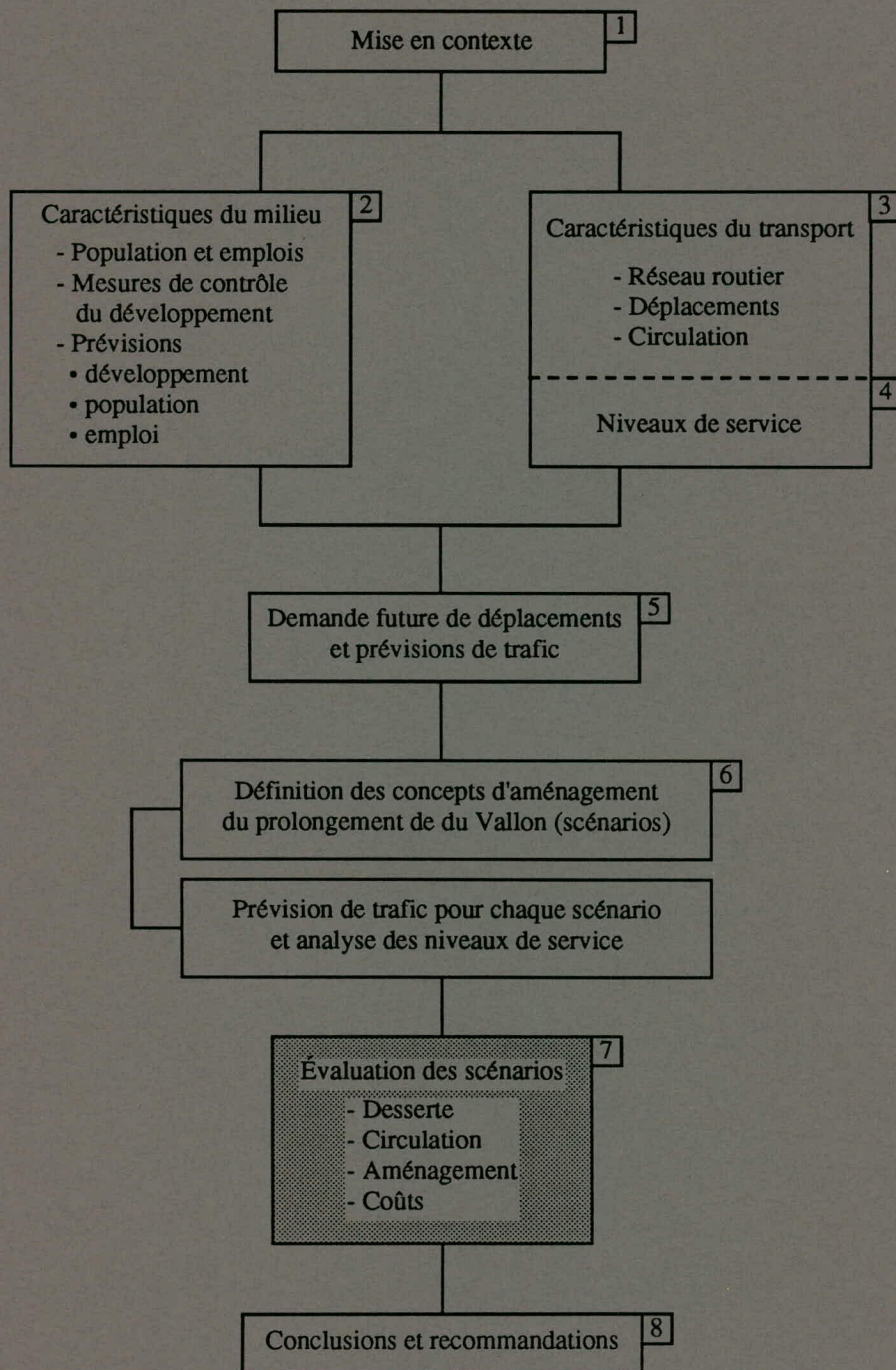 Mise en contexte
1
Caractéristiques du milieu
2
- Population et emplois
- Mesures de contrôle
du développement
- Prévisions
• développement
• population
• emploi
Caractéristiques du transport
3
- Réseau routier
- Déplacements
- Circulation
4
Niveaux de service
Demande future de déplacements
et prévisions de trafic
5
Définition des concepts d'aménagement
du prolongement de du Vallon (scénarios)
6
Prévision de trafic pour chaque scénario
et analyse des niveaux de service
Évaluation des scénarios
7
- Desserte
- Circulation
- Aménagement
- Coûts
Conclusions et recommandations
8